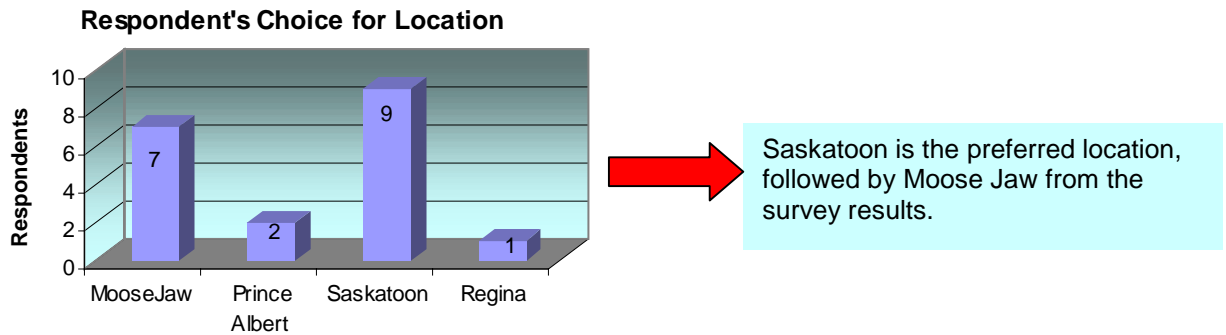 Respondent's Choice for Location
Respondents
10
8
6
4
2
0
7
2
9
1
MooseJaw
Prince
Albert
Saskatoon
Regina
Saskatoon is the preferred location,
followed by Moose Jaw from the
survey results.